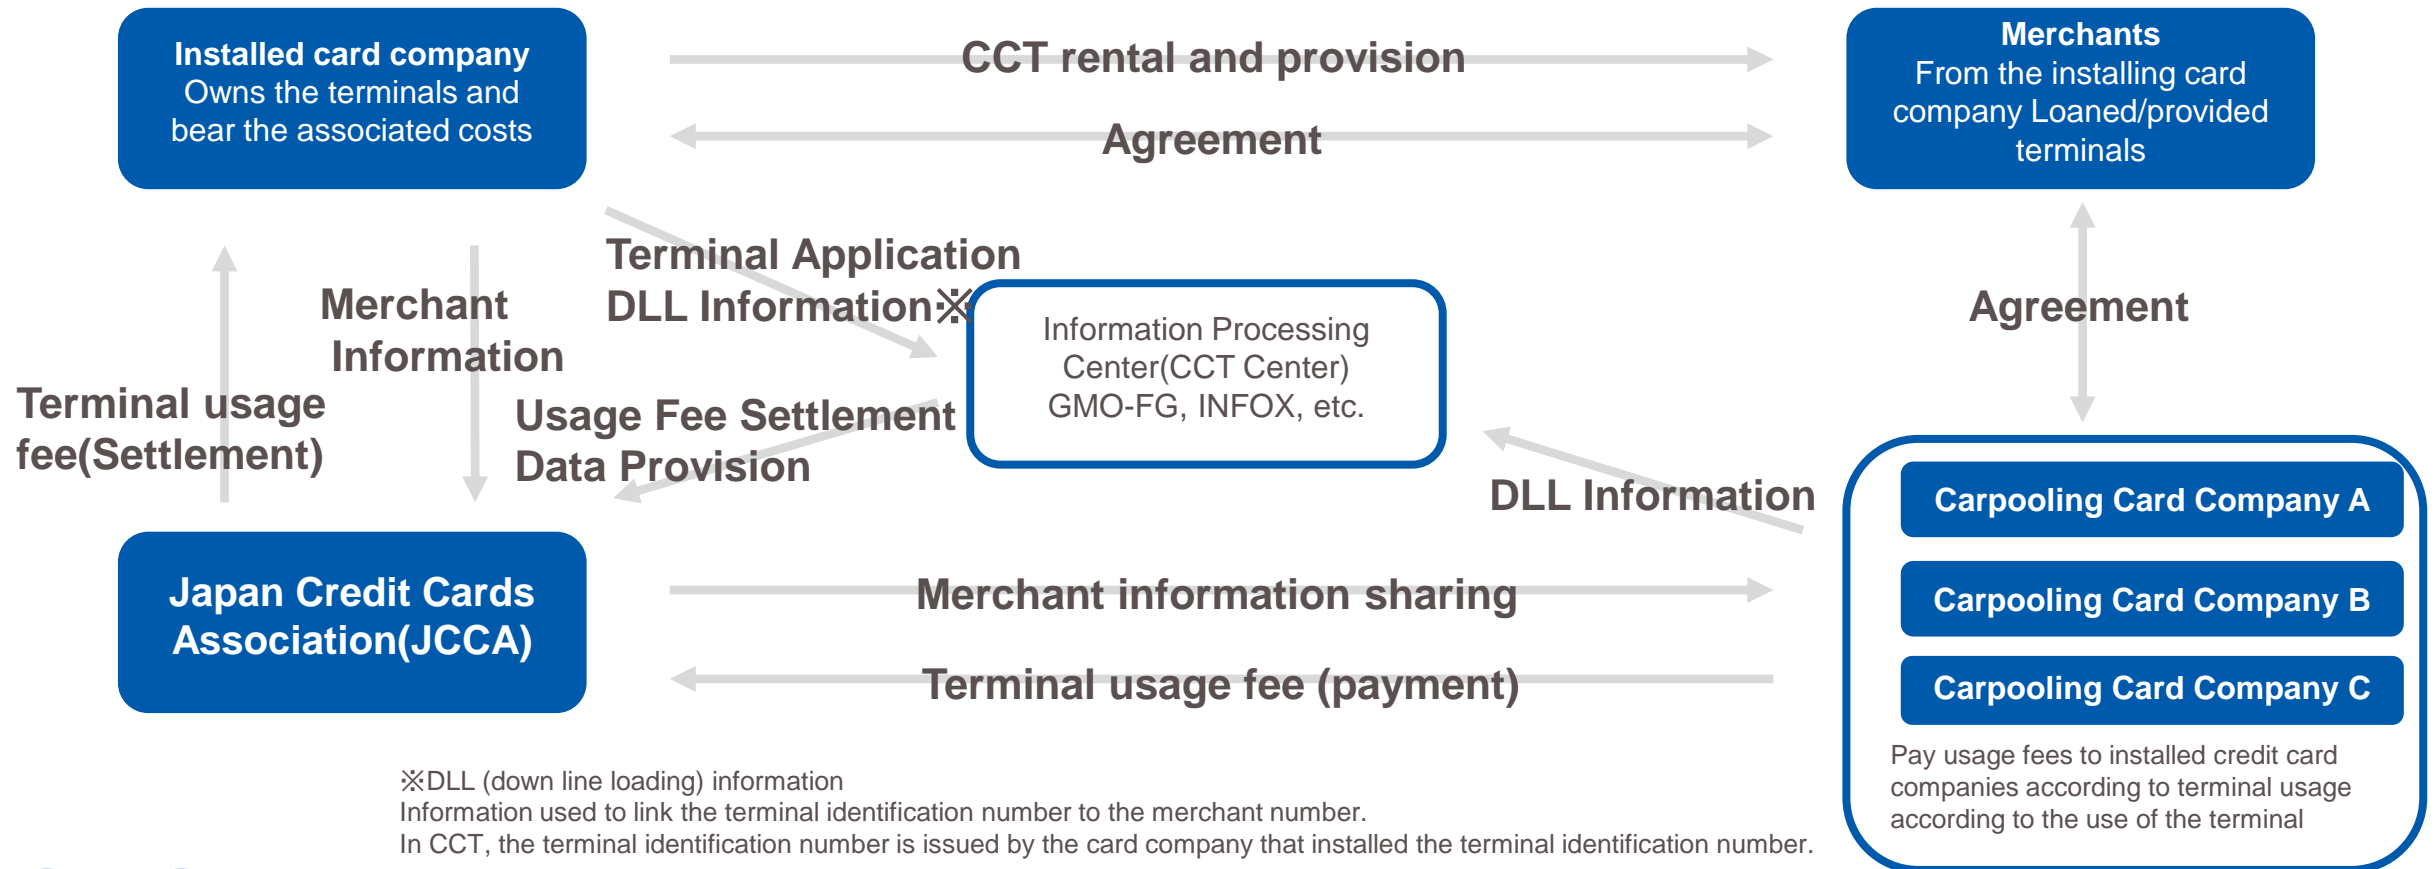 Installed card company
Owns the terminals and
bear the associated costs
CCT rental and provision
Agreement
Merchants
From the installing card
company Loaned/provided
terminals
Terminal Application
DLL Information※
Merchant
Information
Terminal usage
fee(Settlement)
Usage Fee Settlement
Data Provision
Information Processing
Center(CCT Center)
GMO-FG, INFOX, etc.
Agreement
DLL Information
Japan Credit Cards
Association(JCCA)
Merchant information sharing
Terminal usage fee (payment)
Carpooling Card Company A
Carpooling Card Company B
Carpooling Card Company C
Pay usage fees to installed credit card
companies according to terminal usage
according to the use of the terminal
※DLL (down line loading) information
Information used to link the terminal identification number to the merchant number.
In CCT, the terminal identification number is issued by the card company that installed the terminal identification number.